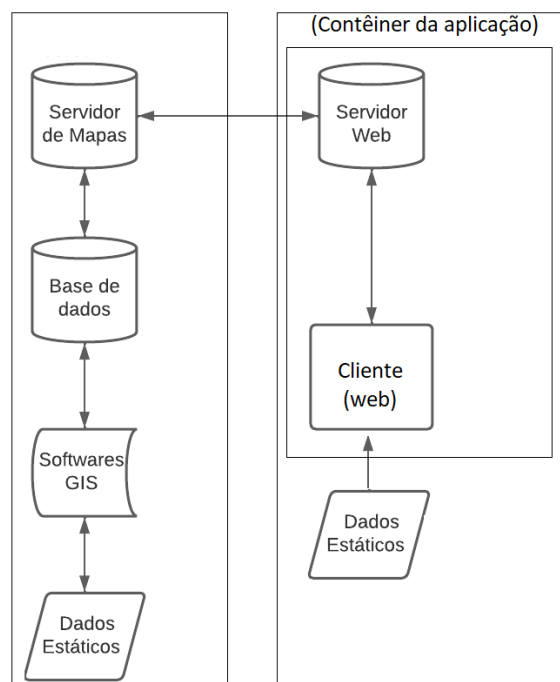 (Contêiner da aplicação)
Servidor
de Mapas
Servidor
Web
Base de
dados
Cliente
(web)
Softwares
GIS
Dados
Estáticos
Dados
Estáticos